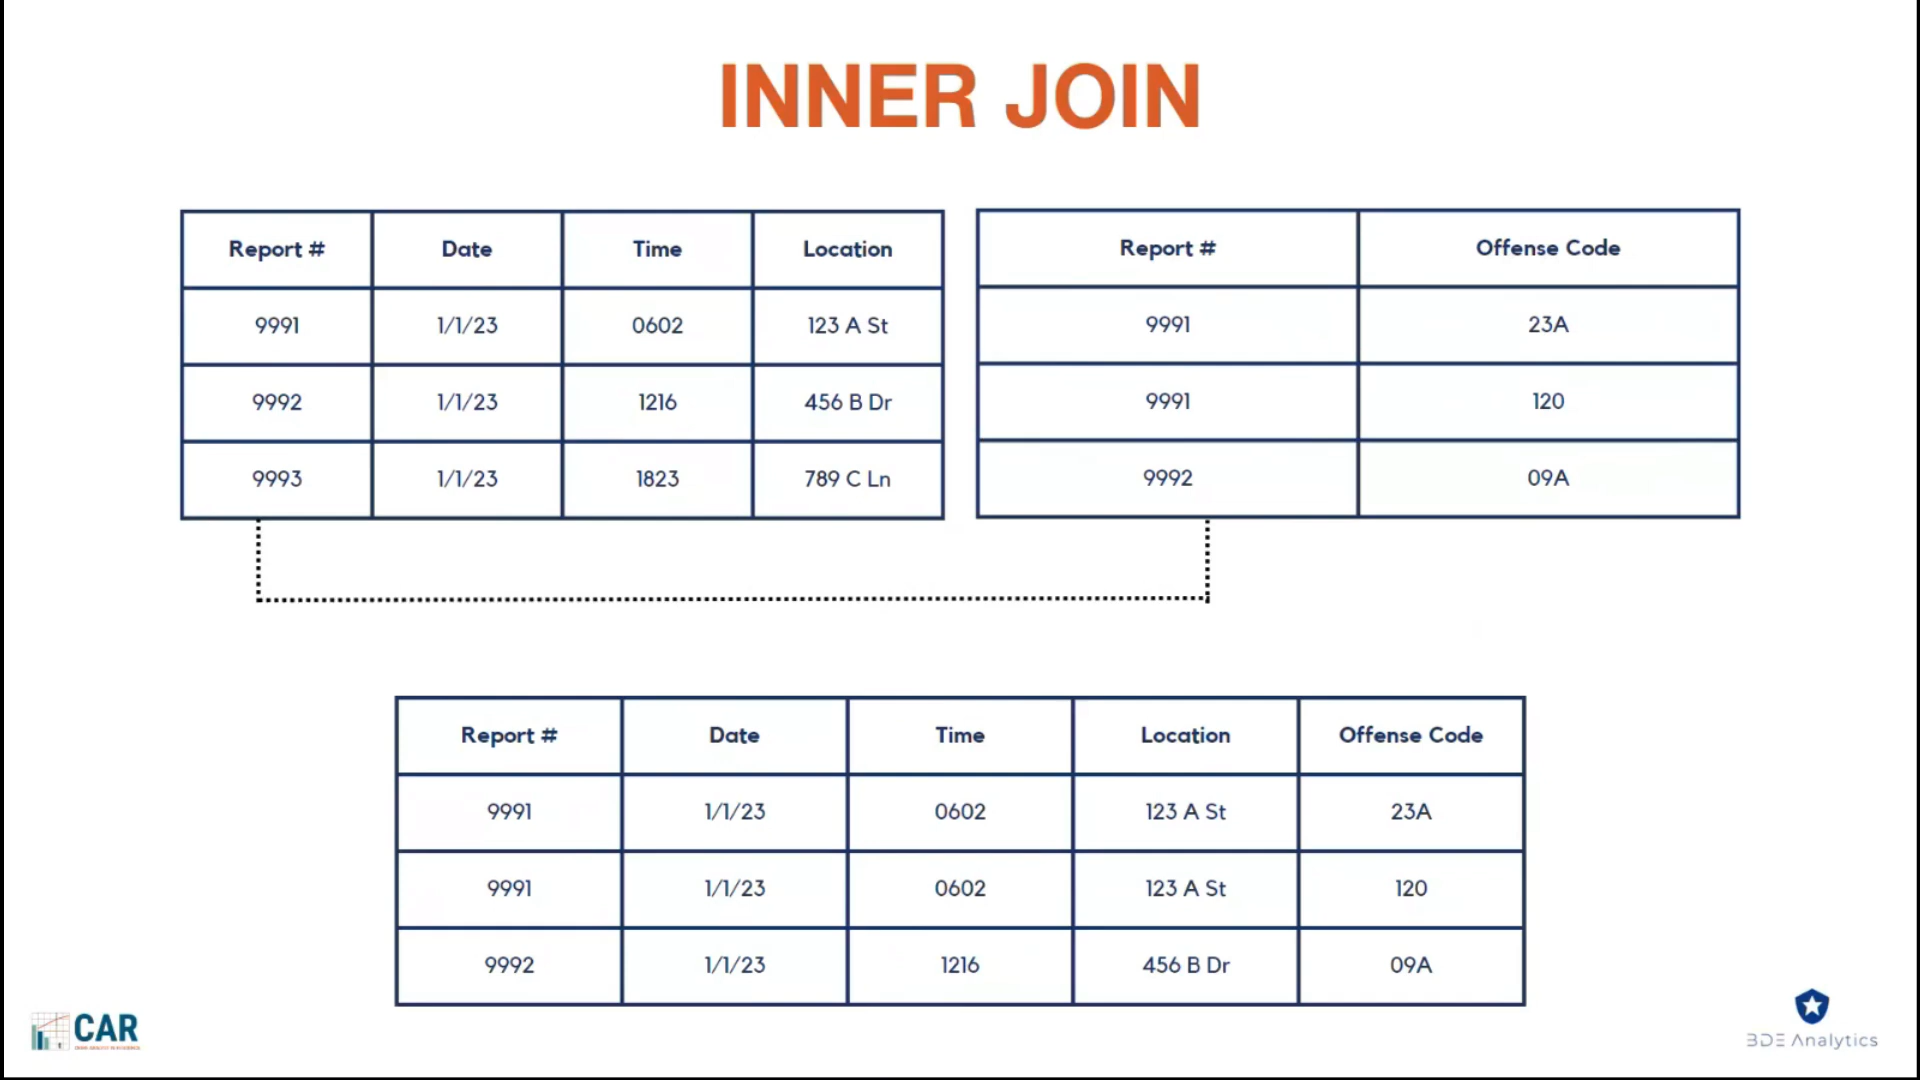 INNER JOIN
Report # Date Time Location
9991 1/1/23 0602 123 A St
9992 1/1/23 1216 456 B Dr
9993 1/1/23 1823 789 C Ln
Report # Offense Code
9991 23A
9991 120
9992 09A
Report # Date Time Location Offense Code
9991 1/1/23 0602 123 A St 23A
9991 1/1/23 0602 123 A St 120
9992 1/1/23 1216 456 B Dr 09A
CAR
BDE Analytics